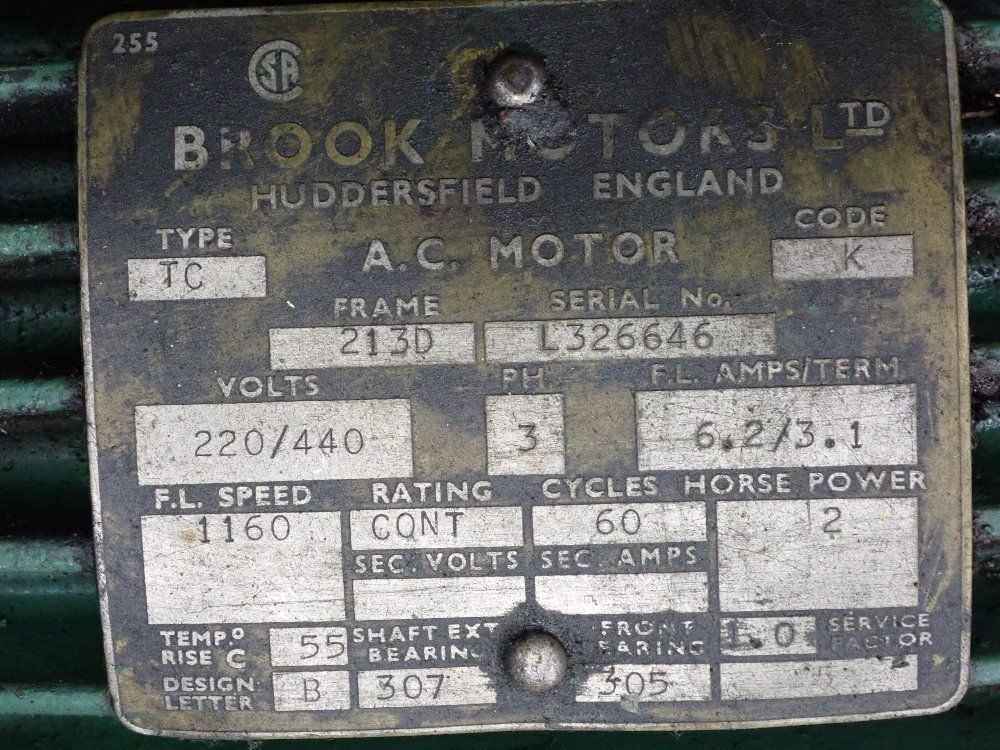 255
CSA
BROOK MOTORS LTD
HUDDERSFIELD ENGLAND
TYPE A.C. MOTOR CODE
TC K
FRAME SERIAL No.
213D L326646
VOLTS PH F.L. AMPS/TERM
220/440 3 6.2/3.1
F.L. SPEED RATING CYCLES HORSE POWER
1160 CONT 60 2
SEC. VOLTS SEC. AMPS
TEMP.° RISE C 55 SHAFT EXT BEARING FRONT BEARING 1.0 SERVICE FACTOR
DESIGN LETTER B 307 305